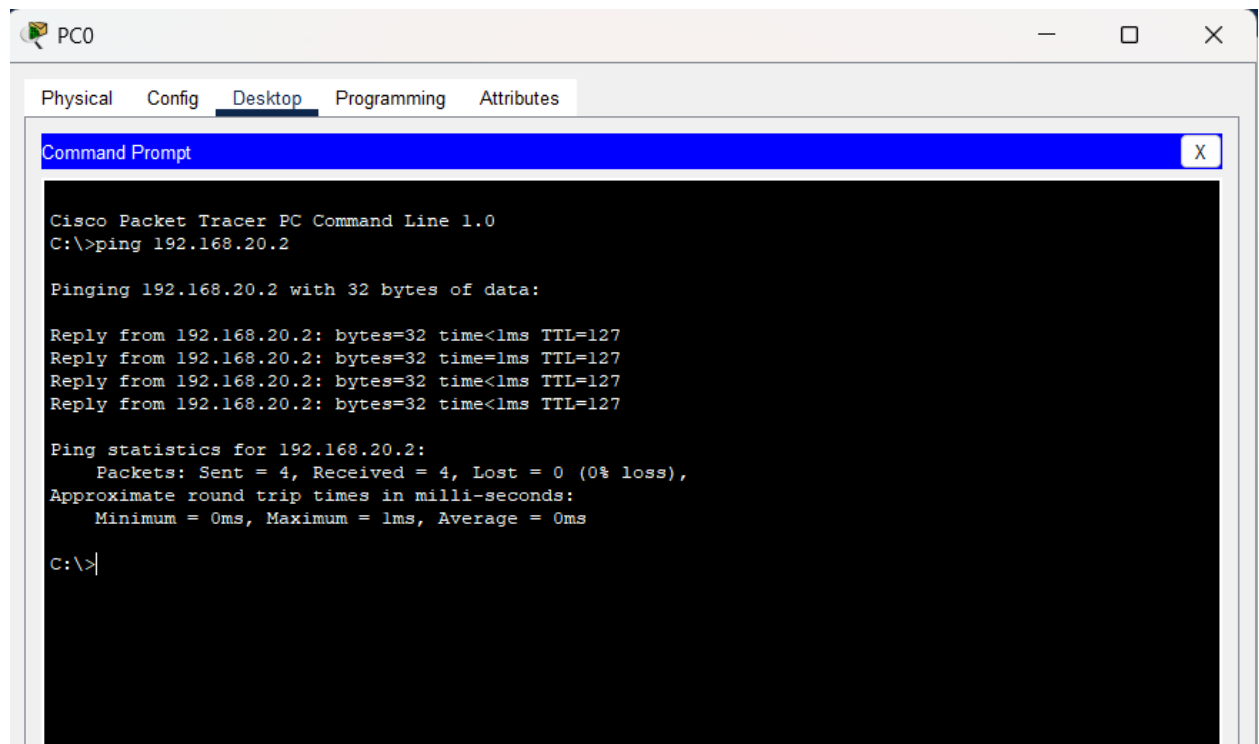 PC0
Physical Config Desktop Programming Attributes
Command Prompt X
Cisco Packet Tracer PC Command Line 1.0
C:\>ping 192.168.20.2
Pinging 192.168.20.2 with 32 bytes of data:
Reply from 192.168.20.2: bytes=32 time<1ms TTL=127
Reply from 192.168.20.2: bytes=32 time=1ms TTL=127
Reply from 192.168.20.2: bytes=32 time<1ms TTL=127
Reply from 192.168.20.2: bytes=32 time<1ms TTL=127
Ping statistics for 192.168.20.2:
Packets: Sent = 4, Received = 4, Lost = 0 (0% loss),
Approximate round trip times in milli-seconds:
Minimum = 0ms, Maximum = 1ms, Average = 0ms
C:\>